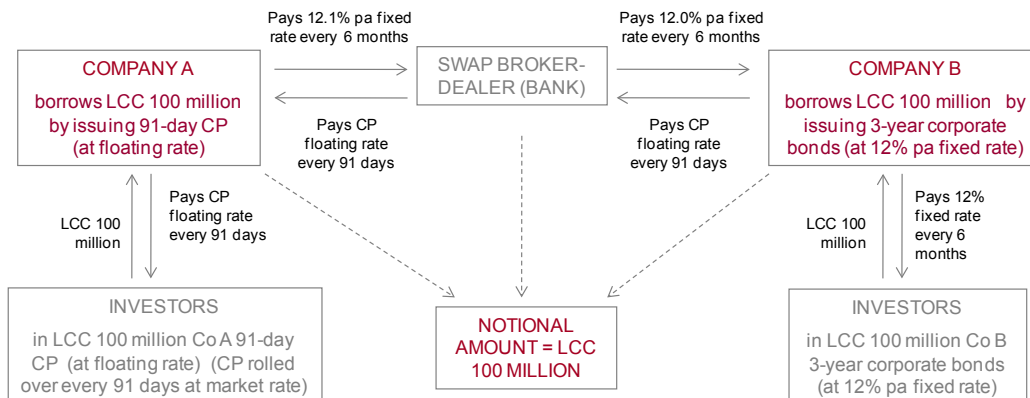 Pays 12.1% pa fixed
rate every 6 months
Pays 12.0% pa fixed
rate every 6 months
COMPANY A
borrows LCC 100 million
by issuing 91-day CP
(at floating rate)
SWAP BROKER-
DEALER (BANK)
COMPANY B
borrows LCC 100 million by
issuing 3-year corporate
bonds (at 12% pa fixed rate)
Pays CP
floating rate
every 91 days
Pays CP
floating rate
every 91 days
LCC 100
million
Pays CP
floating rate
every 91 days
LCC 100
million
Pays 12%
fixed rate
every 6
months
INVESTORS
in LCC 100 million Co A 91-day
CP (at floating rate) (CP rolled
over every 91 days at market rate)
NOTIONAL
AMOUNT = LCC
100 MILLION
INVESTORS
in LCC 100 million Co B
3-year corporate bonds
(at 12% pa fixed rate)